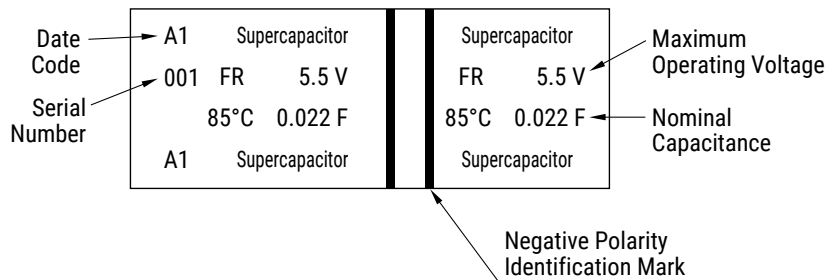 Date Code
Serial Number
A1 Supercapacitor
001 FR 5.5 V
85°C 0.022 F
A1 Supercapacitor
Supercapacitor
FR 5.5 V
85°C 0.022 F
Supercapacitor
Maximum
Operating Voltage
Nominal
Capacitance
Negative Polarity
Identification Mark